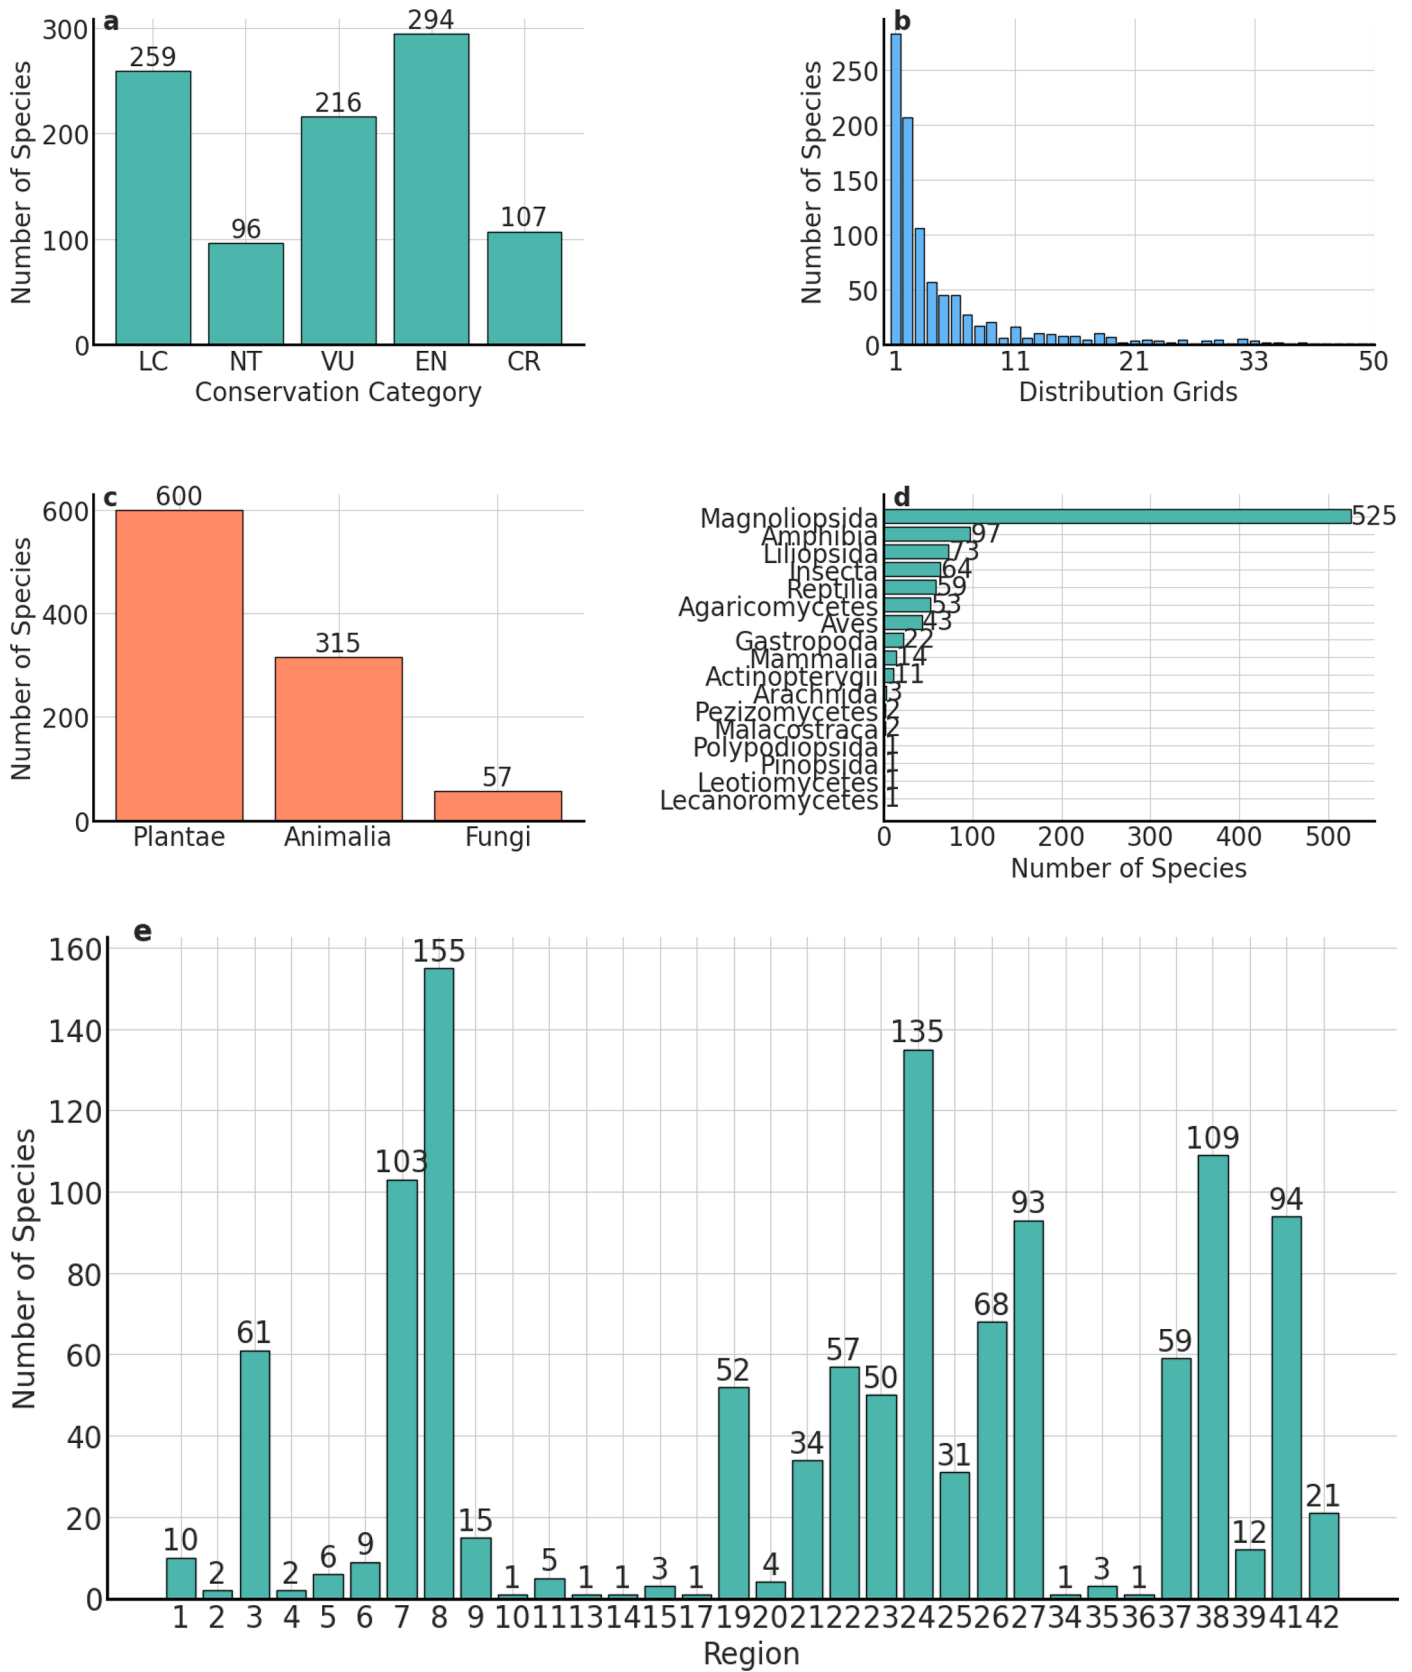 a
Number of Species
300
200
100
0
259
96
216
294
107
LC NT VU EN CR
Conservation Category
b
Number of Species
250
200
150
100
50
0
1 11 21 33 50
Distribution Grids
c
Number of Species
600
400
200
0
600
315
57
Plantae Animalia Fungi
d
Magnoliopsida 525
Amphibia 97
Liliopsida 73
Insecta 64
Reptilia 59
Agaricomycetes 53
Aves 43
Gastropoda 22
Mammalia 14
Actinopterygii 11
Arachnida 3
Pezizomycetes 2
Malacostraca 2
Polypodiopsida 1
Pinopsida 1
Leotiomycetes 1
Lecanoromycetes 1
0 100 200 300 400 500
Number of Species
e
Number of Species
160
140
120
100
80
60
40
20
0
10 2 61 2 6 9 103 155 15 1 5 1 1 3 1 52 4 34 57 50 135 31 68 93 1 3 1 59 109 12 94 21
1 2 3 4 5 6 7 8 9 10 11 13 14 15 17 19 20 21 22 23 24 25 26 27 34 35 36 37 38 39 41 42
Region